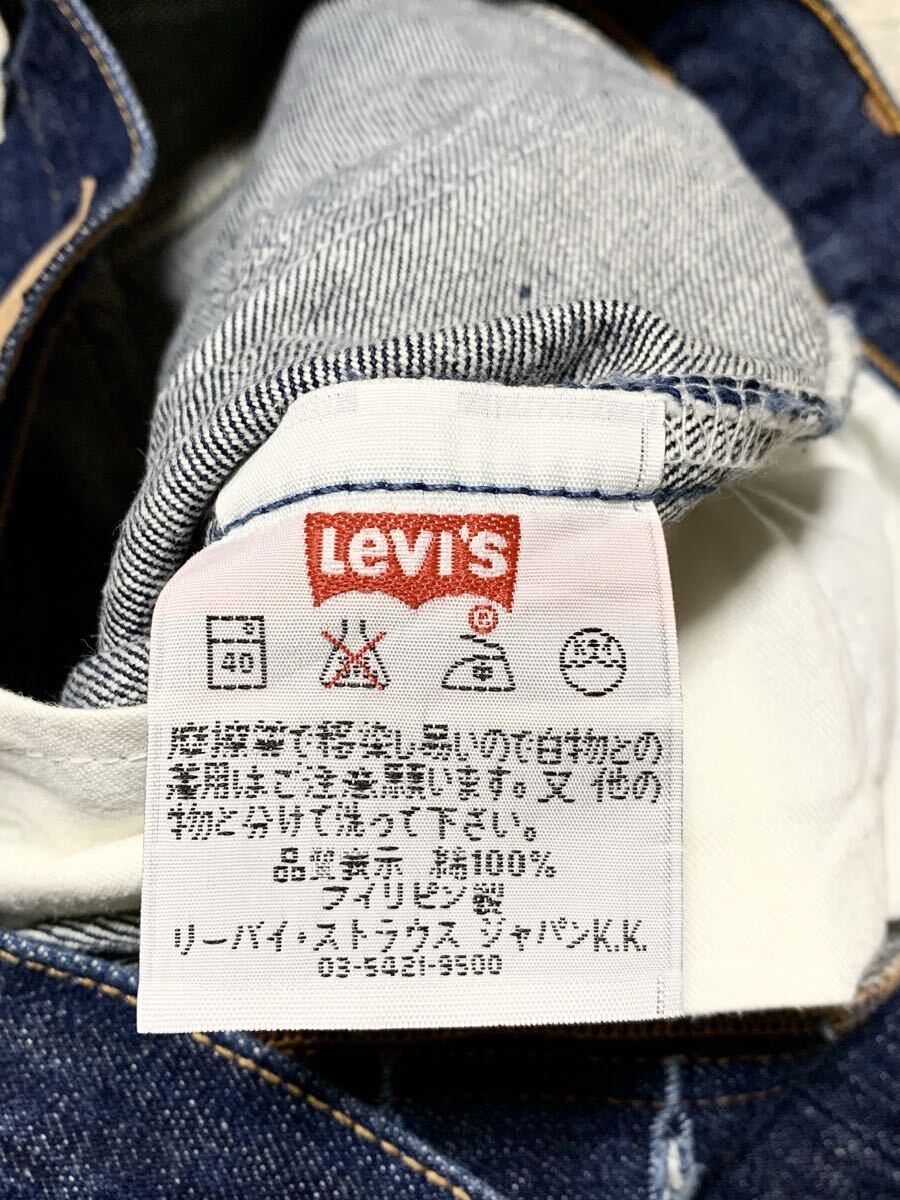 Levi's
®
40
摩擦等で移染し易いので白物との
着用はご注意願います。又 他の
物と分けて洗って下さい。
品質表示 綿100%
フィリピン製
リーバイ・ストラウス ジャパンK.K.
03-5421-9500